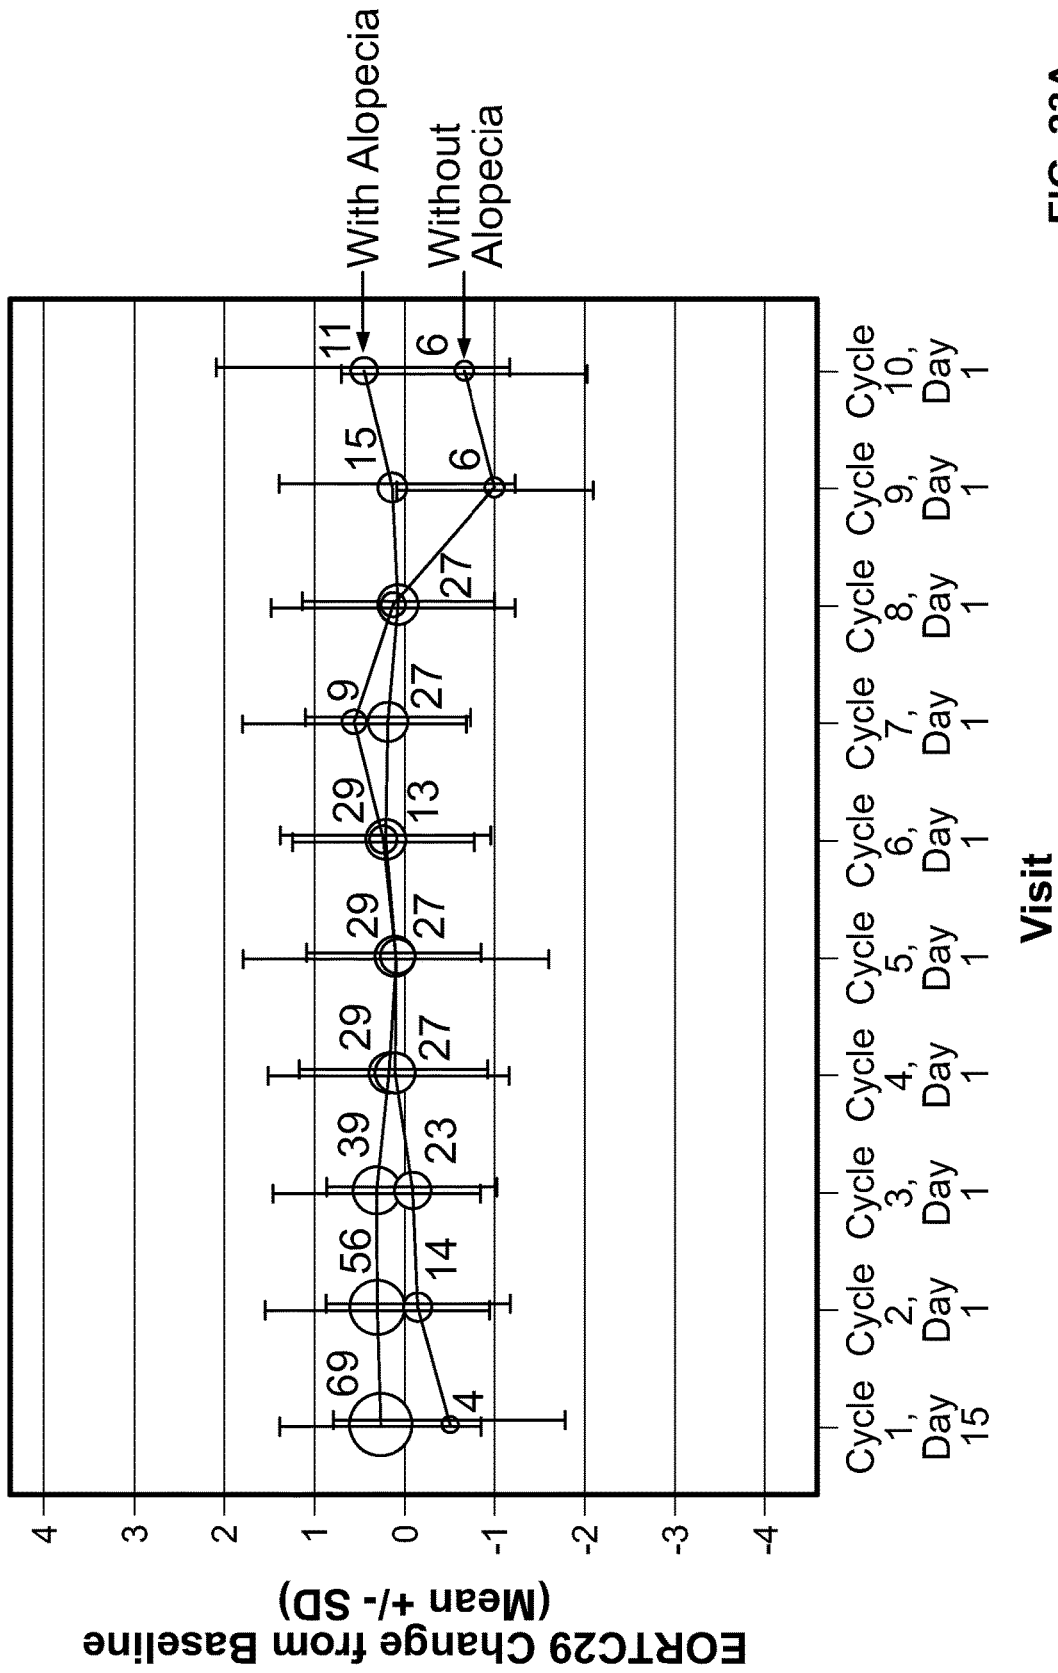 EORTC29 Change from Baseline
(Mean +/- SD)
4
3
2
1
0
-1
-2
-3
-4
69
4
56
14
39
23
29
27
29
27
29
13
9
27
27
15
6
11
6
With Alopecia
Without
Alopecia
Cycle
1,
Day
15
Cycle
2,
Day
1
Cycle
3,
Day
1
Cycle
4,
Day
1
Cycle
5,
Day
1
Cycle
6,
Day
1
Cycle
7,
Day
1
Cycle
8,
Day
1
Cycle
9,
Day
1
Cycle
10,
Day
1
Visit